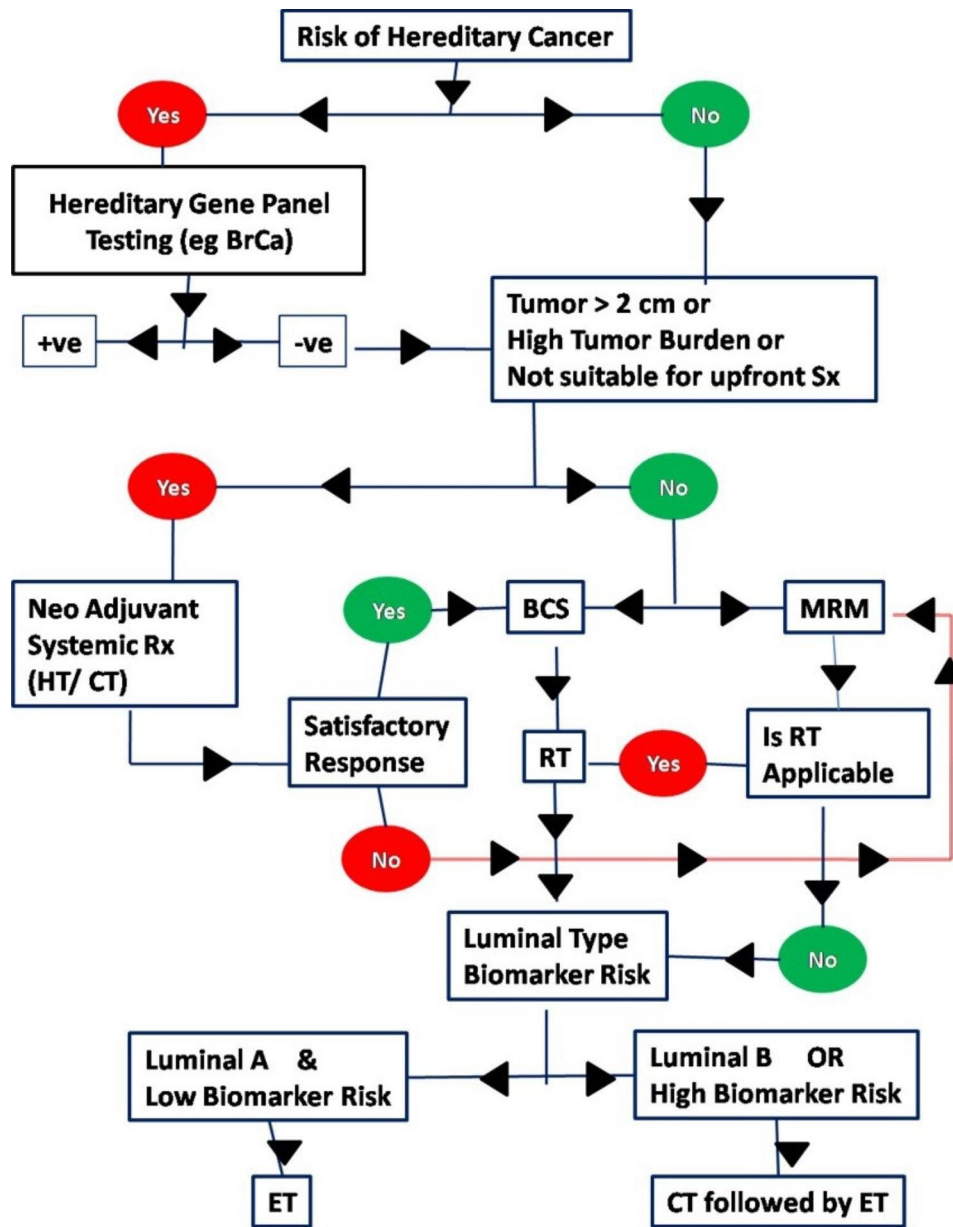 Risk of Hereditary Cancer
Yes
No
Hereditary Gene Panel
Testing (eg BrCa)
+ve
-ve
Tumor > 2 cm or
High Tumor Burden or
Not suitable for upfront Sx
Yes
No
Neo Adjuvant
Systemic Rx
(HT/ CT)
Yes
BCS
MRM
Satisfactory
Response
RT
Yes
Is RT
Applicable
No
Luminal Type
Biomarker Risk
No
Luminal A &
Low Biomarker Risk
Luminal B OR
High Biomarker Risk
ET
CT followed by ET